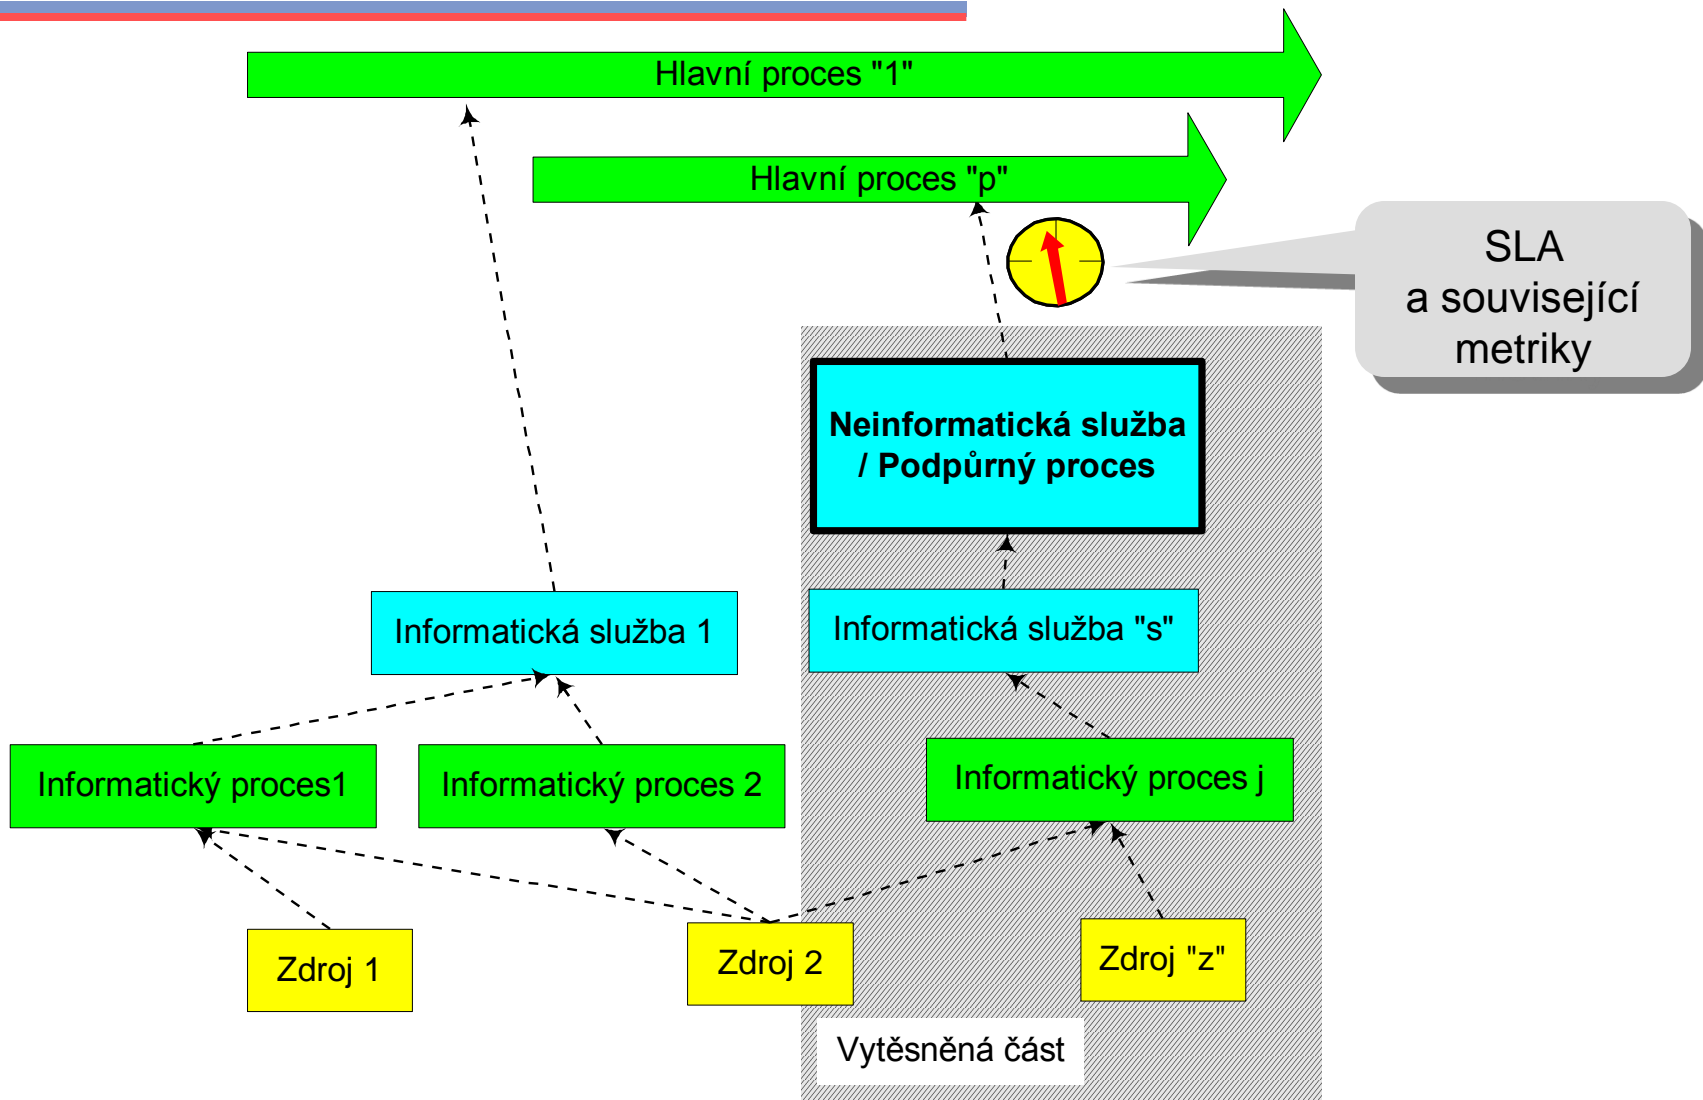 Hlavní proces "1"
Hlavní proces "p"
SLA
a související
metriky
Neinformatická služba
/ Podpůrný proces
Informatická služba 1
Informatická služba "s"
Informatický proces1
Informatický proces 2
Informatický proces j
Zdroj 1
Zdroj 2
Zdroj "z"
Vytěsněná část